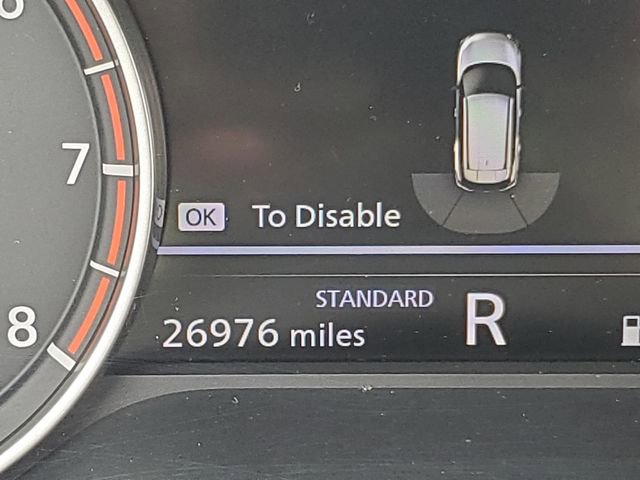 7
OK To Disable
STANDARD
26976 miles R
8